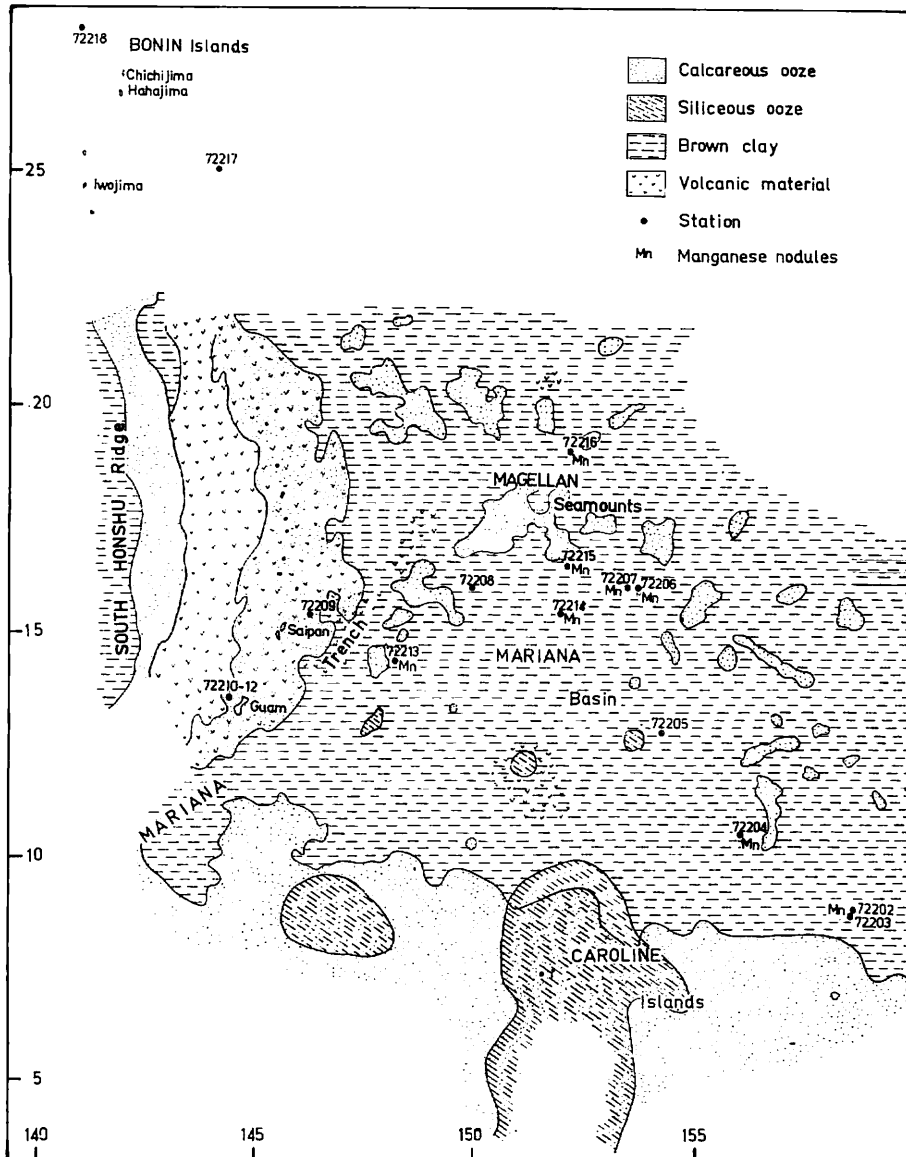 72218
BONIN Islands
Chichijima
Hahajima
25
72217
Iwojima
Calcareous ooze
Siliceous ooze
Brown clay
Volcanic material
Station
Mn Manganese nodules
20
SOUTH HONSHU Ridge
72216
Mn
MAGELLAN
Seamounts
72215
Mn
72207
Mn
72206
Mn
72208
72214
Mn
15
72209
Saipan
Trench
72213
Mn
MARIANA
Basin
72210-12
Guam
72205
MARIANA
72204
Mn
10
Mn 72202
72203
CAROLINE
Islands
5
140
145
150
155